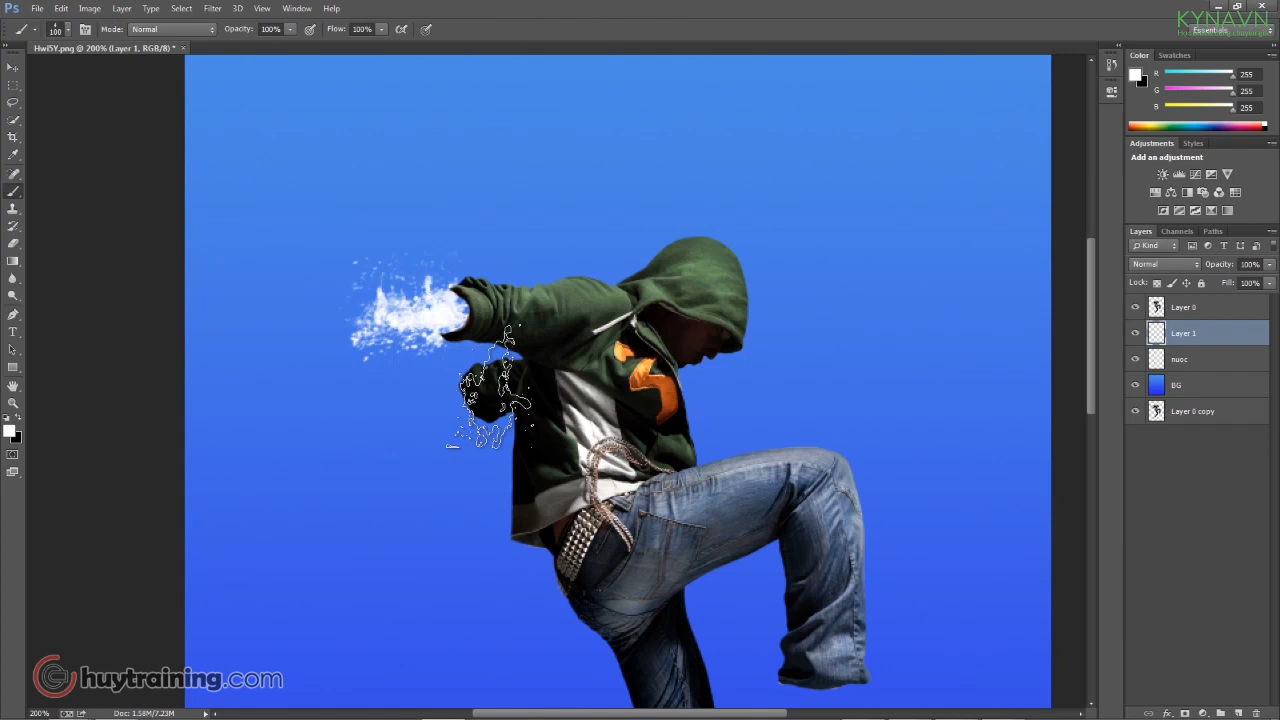 Ps File Edit Image Layer Type Select Filter 3D View Window Help
KYNAVN
100 Mode: Normal Opacity: 100% Flow: 100%
Essentials
Hwi5Y.png @ 200% (Layer 1, RGB/8) *
Color Swatches
R 255
G 255
B 255
Adjustments Styles
Add an adjustment
Layers Channels Paths
Kind
Normal Opacity: 100%
Lock: Fill: 100%
Layer 0
Layer 1
nuoc
BG
Layer 0 copy
huytraining.com
200% Doc: 1.58M/7.23M